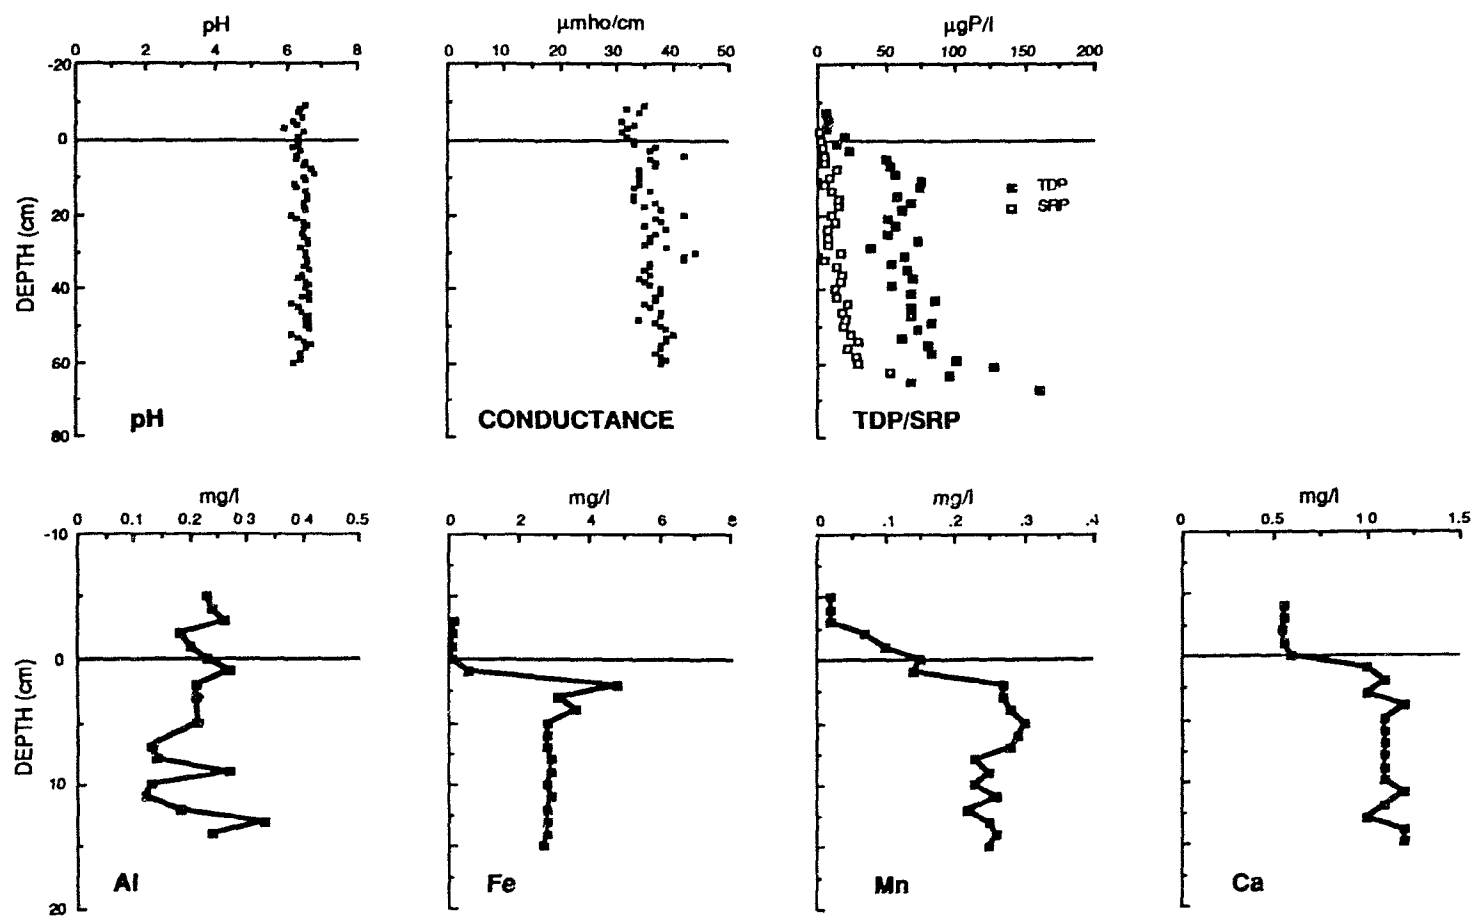 pH
0 2 4 6 8
µmho/cm
0 10 20 30 40 50
µgP/l
0 50 100 150 200
-20
0
20
40
60
80
DEPTH (cm)
TDP
SRP
pH
CONDUCTANCE
TDP/SRP
mg/l
0 0.1 0.2 0.3 0.4 0.5
mg/l
0 2 4 6 8
mg/l
0 .1 .2 .3 .4
mg/l
0 0.5 1.0 1.5
-10
0
10
20
DEPTH (cm)
Al
Fe
Mn
Ca